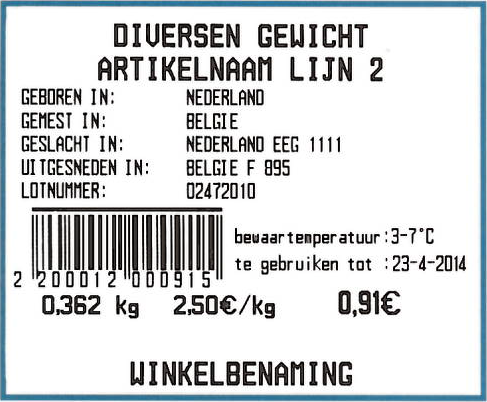 DIVERSEN GEWICHT
ARTIKELNAAM LIJN 2
GEBOREN IN: NEDERLAND
GEMEST IN: BELGIE
GESLACHT IN: NEDERLAND EEG 1111
UITGESNEDEN IN: BELGIE F 895
LOTNUMMER: 02472010
bewaartemperatuur:3-7°C
te gebruiken tot :23-4-2014
2 200012 000915
0,362 kg 2,50€/kg 0,91€
WINKELBENAMING